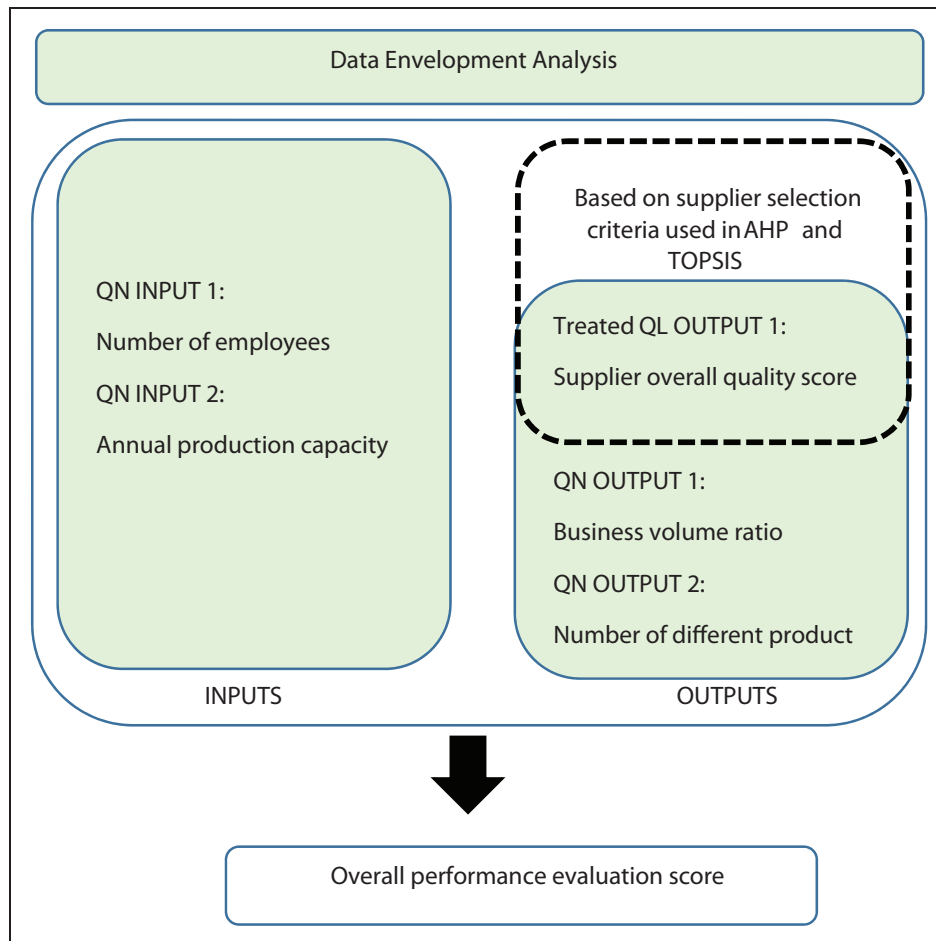 Data Envelopment Analysis
QN INPUT 1:
Number of employees
QN INPUT 2:
Annual production capacity
INPUTS
Based on supplier selection
criteria used in AHP and
TOPSIS
Treated QL OUTPUT 1:
Supplier overall quality score
QN OUTPUT 1:
Business volume ratio
QN OUTPUT 2:
Number of different product
OUTPUTS
Overall performance evaluation score